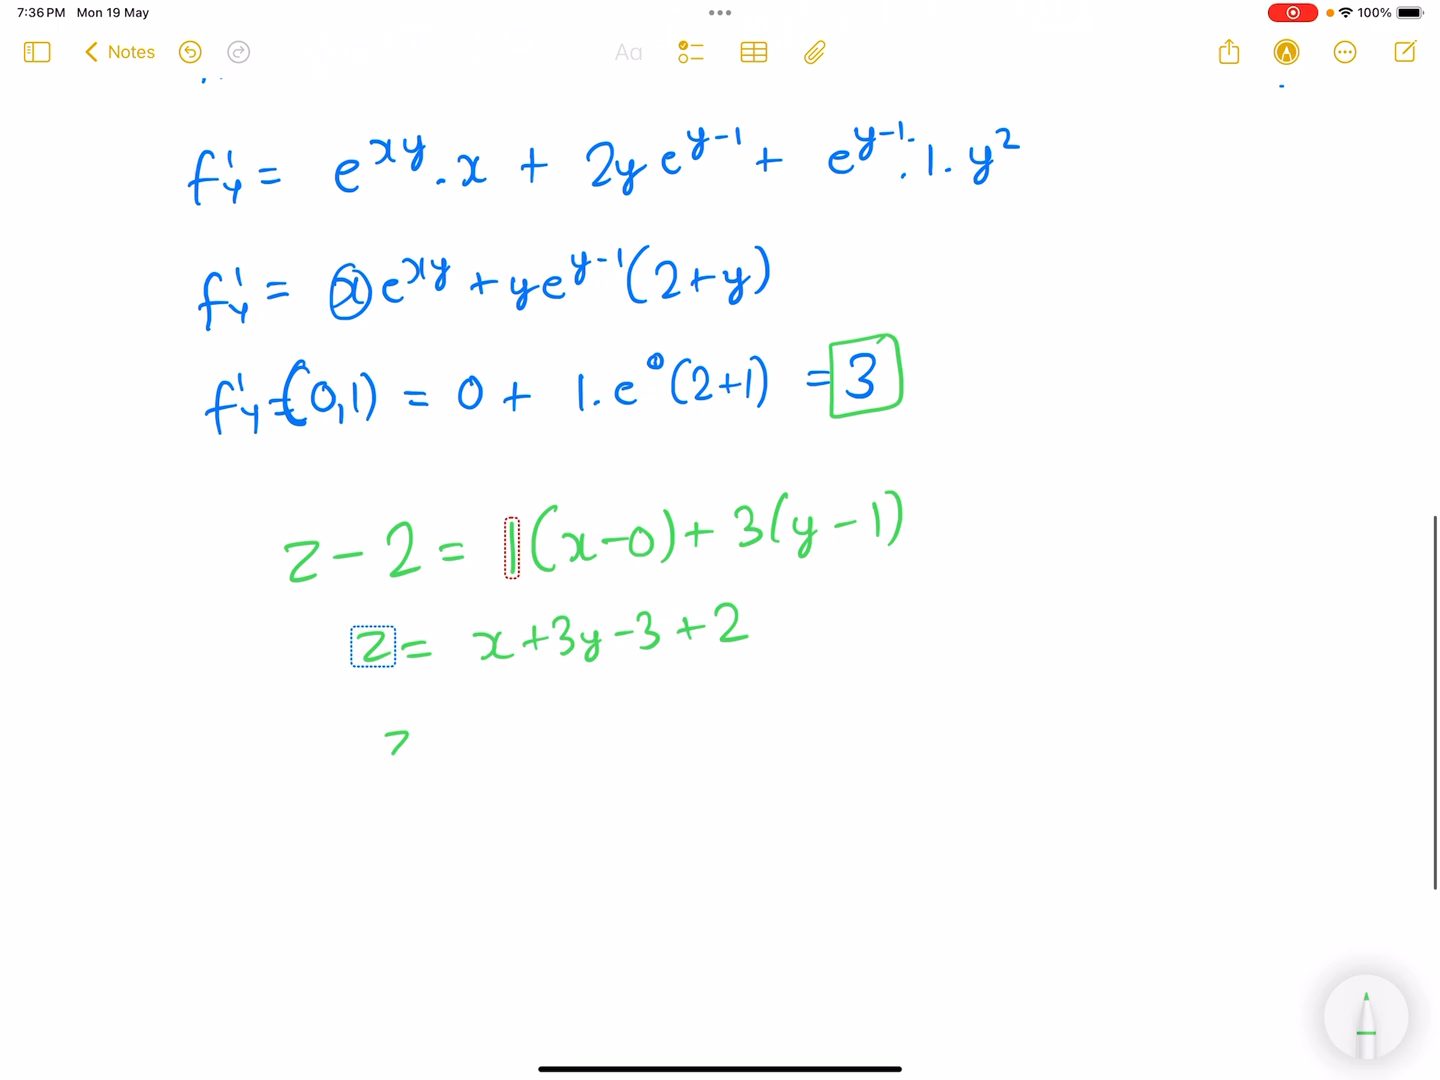 7:36 PM Mon 19 May
100%
Notes
Aa
f'y = e^{xy} . x + 2y e^{y-1} + e^{y-1} . 1 . y^2
f'y = x e^{xy} + y e^{y-1} (2+y)
f'y = (0,1) = 0 + 1. e^0 (2+1) = 3
z - 2 = 1(x-0) + 3(y-1)
z = x + 3y - 3 + 2
z